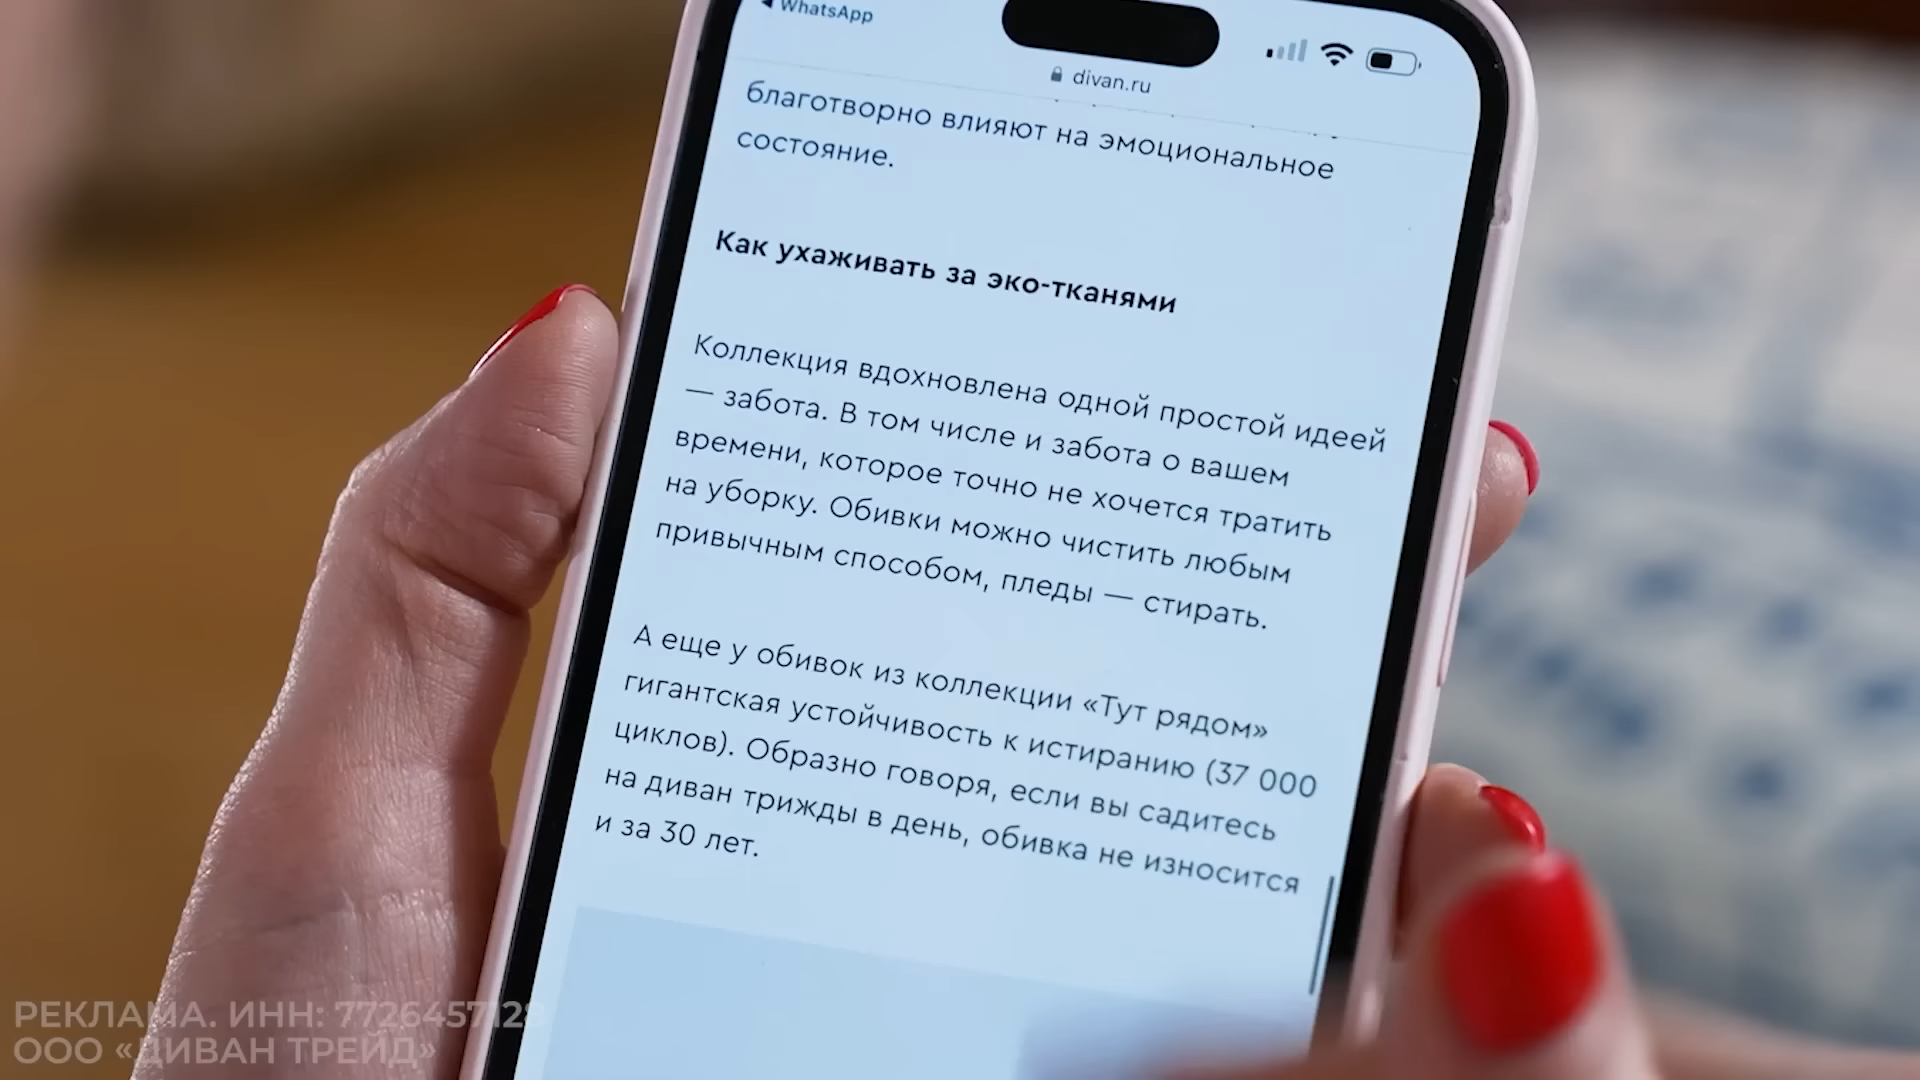 WhatsApp
divan.ru
благотворно влияют на эмоциональное
состояние.
Как ухаживать за эко-тканями
Коллекция вдохновлена одной простой идеей
— забота. В том числе и забота о вашем
времени, которое точно не хочется тратить
на уборку. Обивки можно чистить любым
привычным способом, пледы — стирать.
А еще у обивок из коллекции «Тут рядом»
гигантская устойчивость к истиранию (37 000
циклов). Образно говоря, если вы садитесь
на диван трижды в день, обивка не износится
и за 30 лет.
РЕКЛАМА. ИНН: 7726457128
ООО «ДИВАН ТРЕЙД»